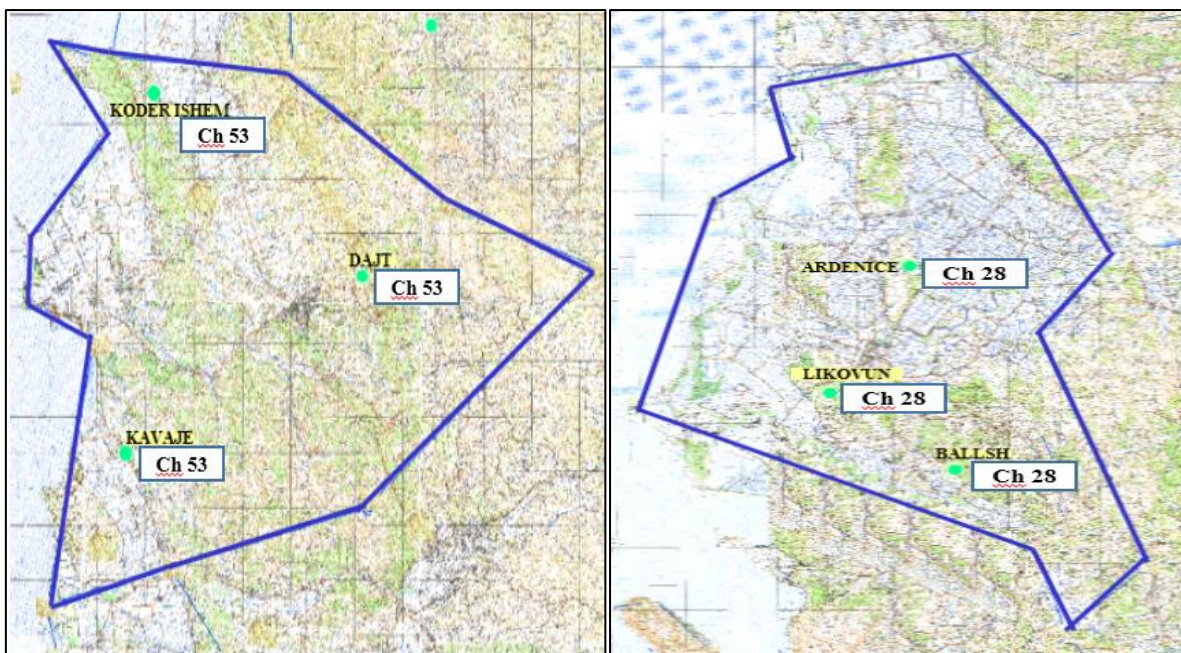 KODER ISHEM
Ch 53
DAJT
Ch 53
KAVAJE
Ch 53
ARDENICE
Ch 28
LIKOVUN
Ch 28
BALLSH
Ch 28